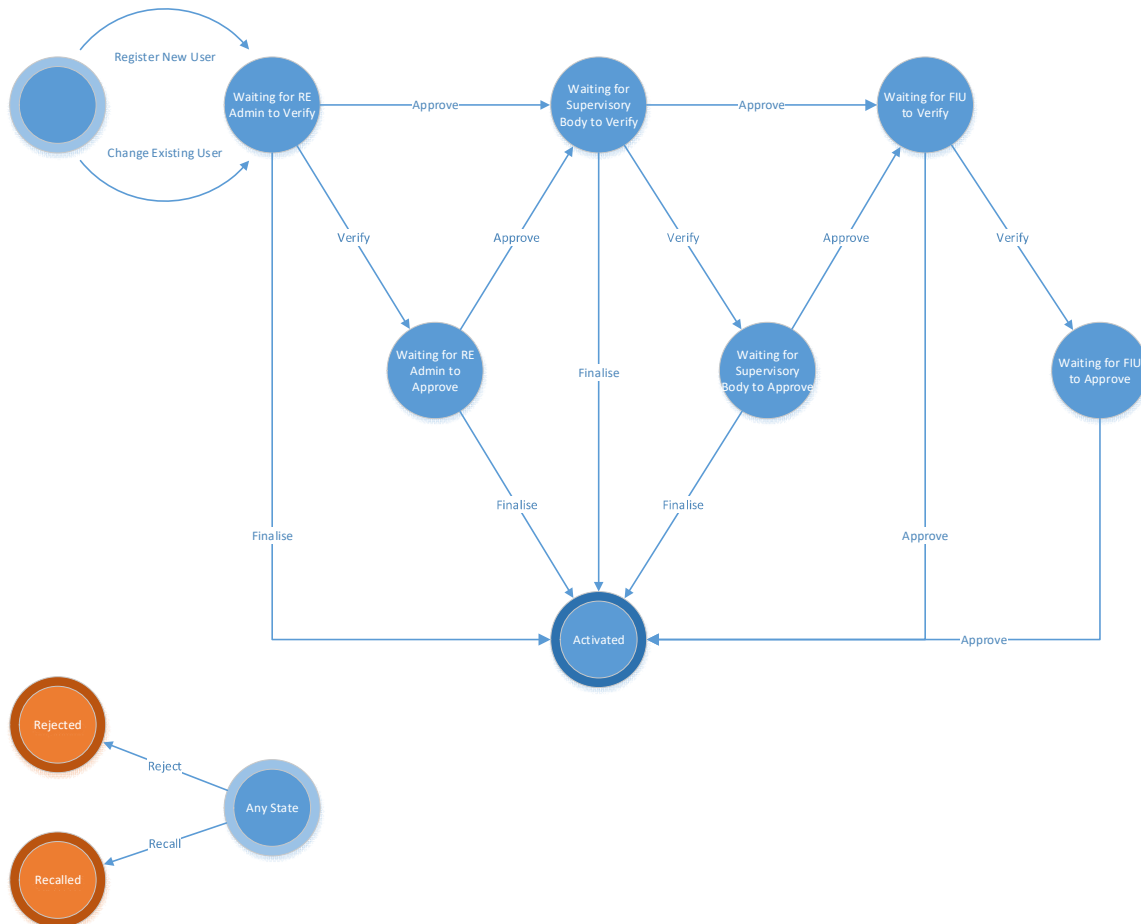 Register New User
Change Existing User
Waiting for RE
Admin to Verify
Approve
Waiting for
Supervisory
Body to Verify
Approve
Waiting for FIU
to Verify
Verify
Approve
Verify
Approve
Verify
Waiting for RE
Admin to
Approve
Finalise
Waiting for
Supervisory
Body to Approve
Waiting for FIU
to Approve
Finalise
Finalise
Finalise
Approve
Activated
Approve
Rejected
Reject
Any State
Recall
Recalled